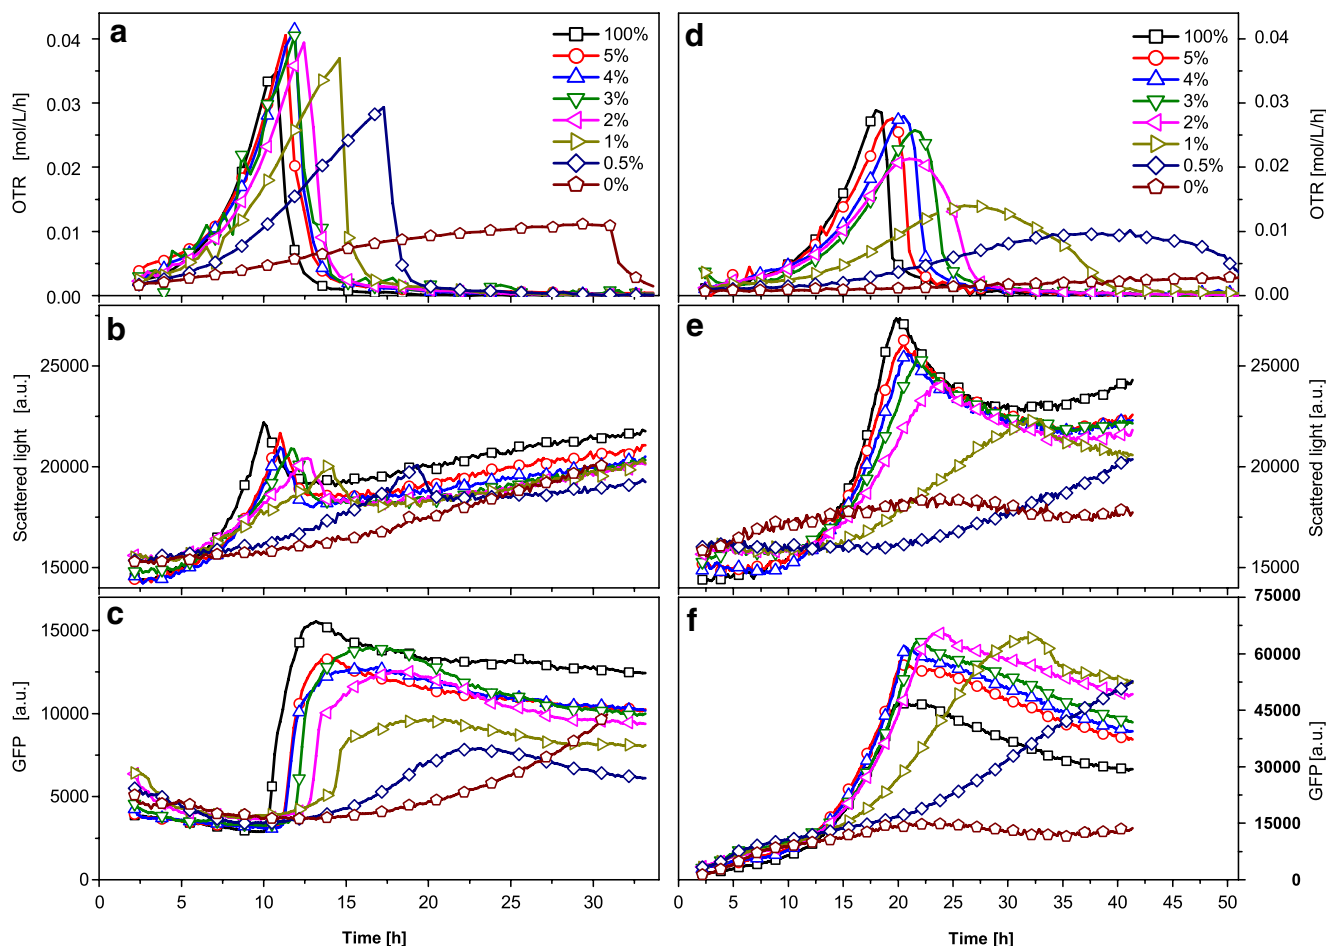 a
OTR [mol/L/h]
0.04
0.03
0.02
0.01
0.00
100%
5%
4%
3%
2%
1%
0.5%
0%
d
100%
5%
4%
3%
2%
1%
0.5%
0%
0.04
0.03
0.02
0.01
0.00
OTR [mol/L/h]
b
Scattered light [a.u.]
25000
20000
15000
e
25000
20000
15000
Scattered light [a.u.]
c
GFP [a.u.]
15000
10000
5000
0
0 5 10 15 20 25 30
Time [h]
f
75000
60000
45000
30000
15000
0
GFP [a.u.]
0 5 10 15 20 25 30 35 40 45 50
Time [h]